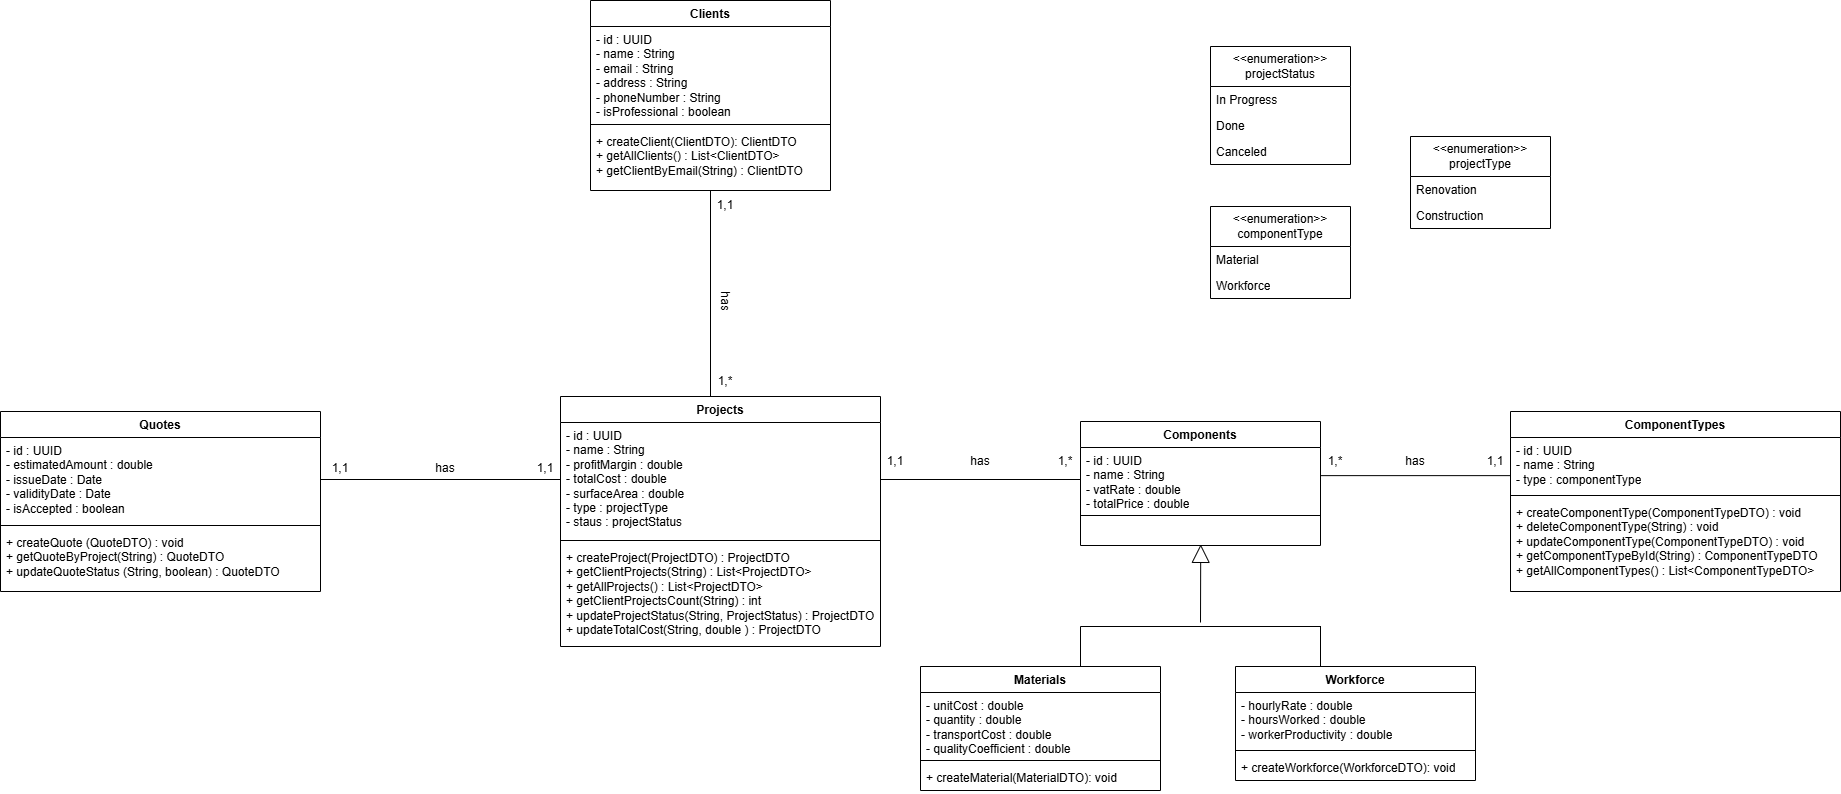 Clients
- id : UUID
- name : String
- email : String
- address : String
- phoneNumber : String
- isProfessional : boolean
+ createClient(ClientDTO): ClientDTO
+ getAllClients() : List<ClientDTO>
+ getClientByEmail(String) : ClientDTO
<<enumeration>>
projectStatus
In Progress
Done
Canceled
<<enumeration>>
projectType
Renovation
Construction
<<enumeration>>
componentType
Material
Workforce
1,1
has
1,*
Quotes
- id : UUID
- estimatedAmount : double
- issueDate : Date
- validityDate : Date
- isAccepted : boolean
+ createQuote (QuoteDTO) : void
+ getQuoteByProject(String) : QuoteDTO
+ updateQuoteStatus (String, boolean) : QuoteDTO
1,1
has
1,1
Projects
- id : UUID
- name : String
- profitMargin : double
- totalCost : double
- surfaceArea : double
- type : projectType
- staus : projectStatus
+ createProject(ProjectDTO) : ProjectDTO
+ getClientProjects(String) : List<ProjectDTO>
+ getAllProjects() : List<ProjectDTO>
+ getClientProjectsCount(String) : int
+ updateProjectStatus(String, ProjectStatus) : ProjectDTO
+ updateTotalCost(String, double ) : ProjectDTO
1,1
has
1,*
Components
- id : UUID
- name : String
- vatRate : double
- totalPrice : double
1,*
has
1,1
ComponentTypes
- id : UUID
- name : String
- type : componentType
+ createComponentType(ComponentTypeDTO) : void
+ deleteComponentType(String) : void
+ updateComponentType(ComponentTypeDTO) : void
+ getComponentTypeById(String) : ComponentTypeDTO
+ getAllComponentTypes() : List<ComponentTypeDTO>
Materials
- unitCost : double
- quantity : double
- transportCost : double
- qualityCoefficient : double
+ createMaterial(MaterialDTO): void
Workforce
- hourlyRate : double
- hoursWorked : double
- workerProductivity : double
+ createWorkforce(WorkforceDTO): void